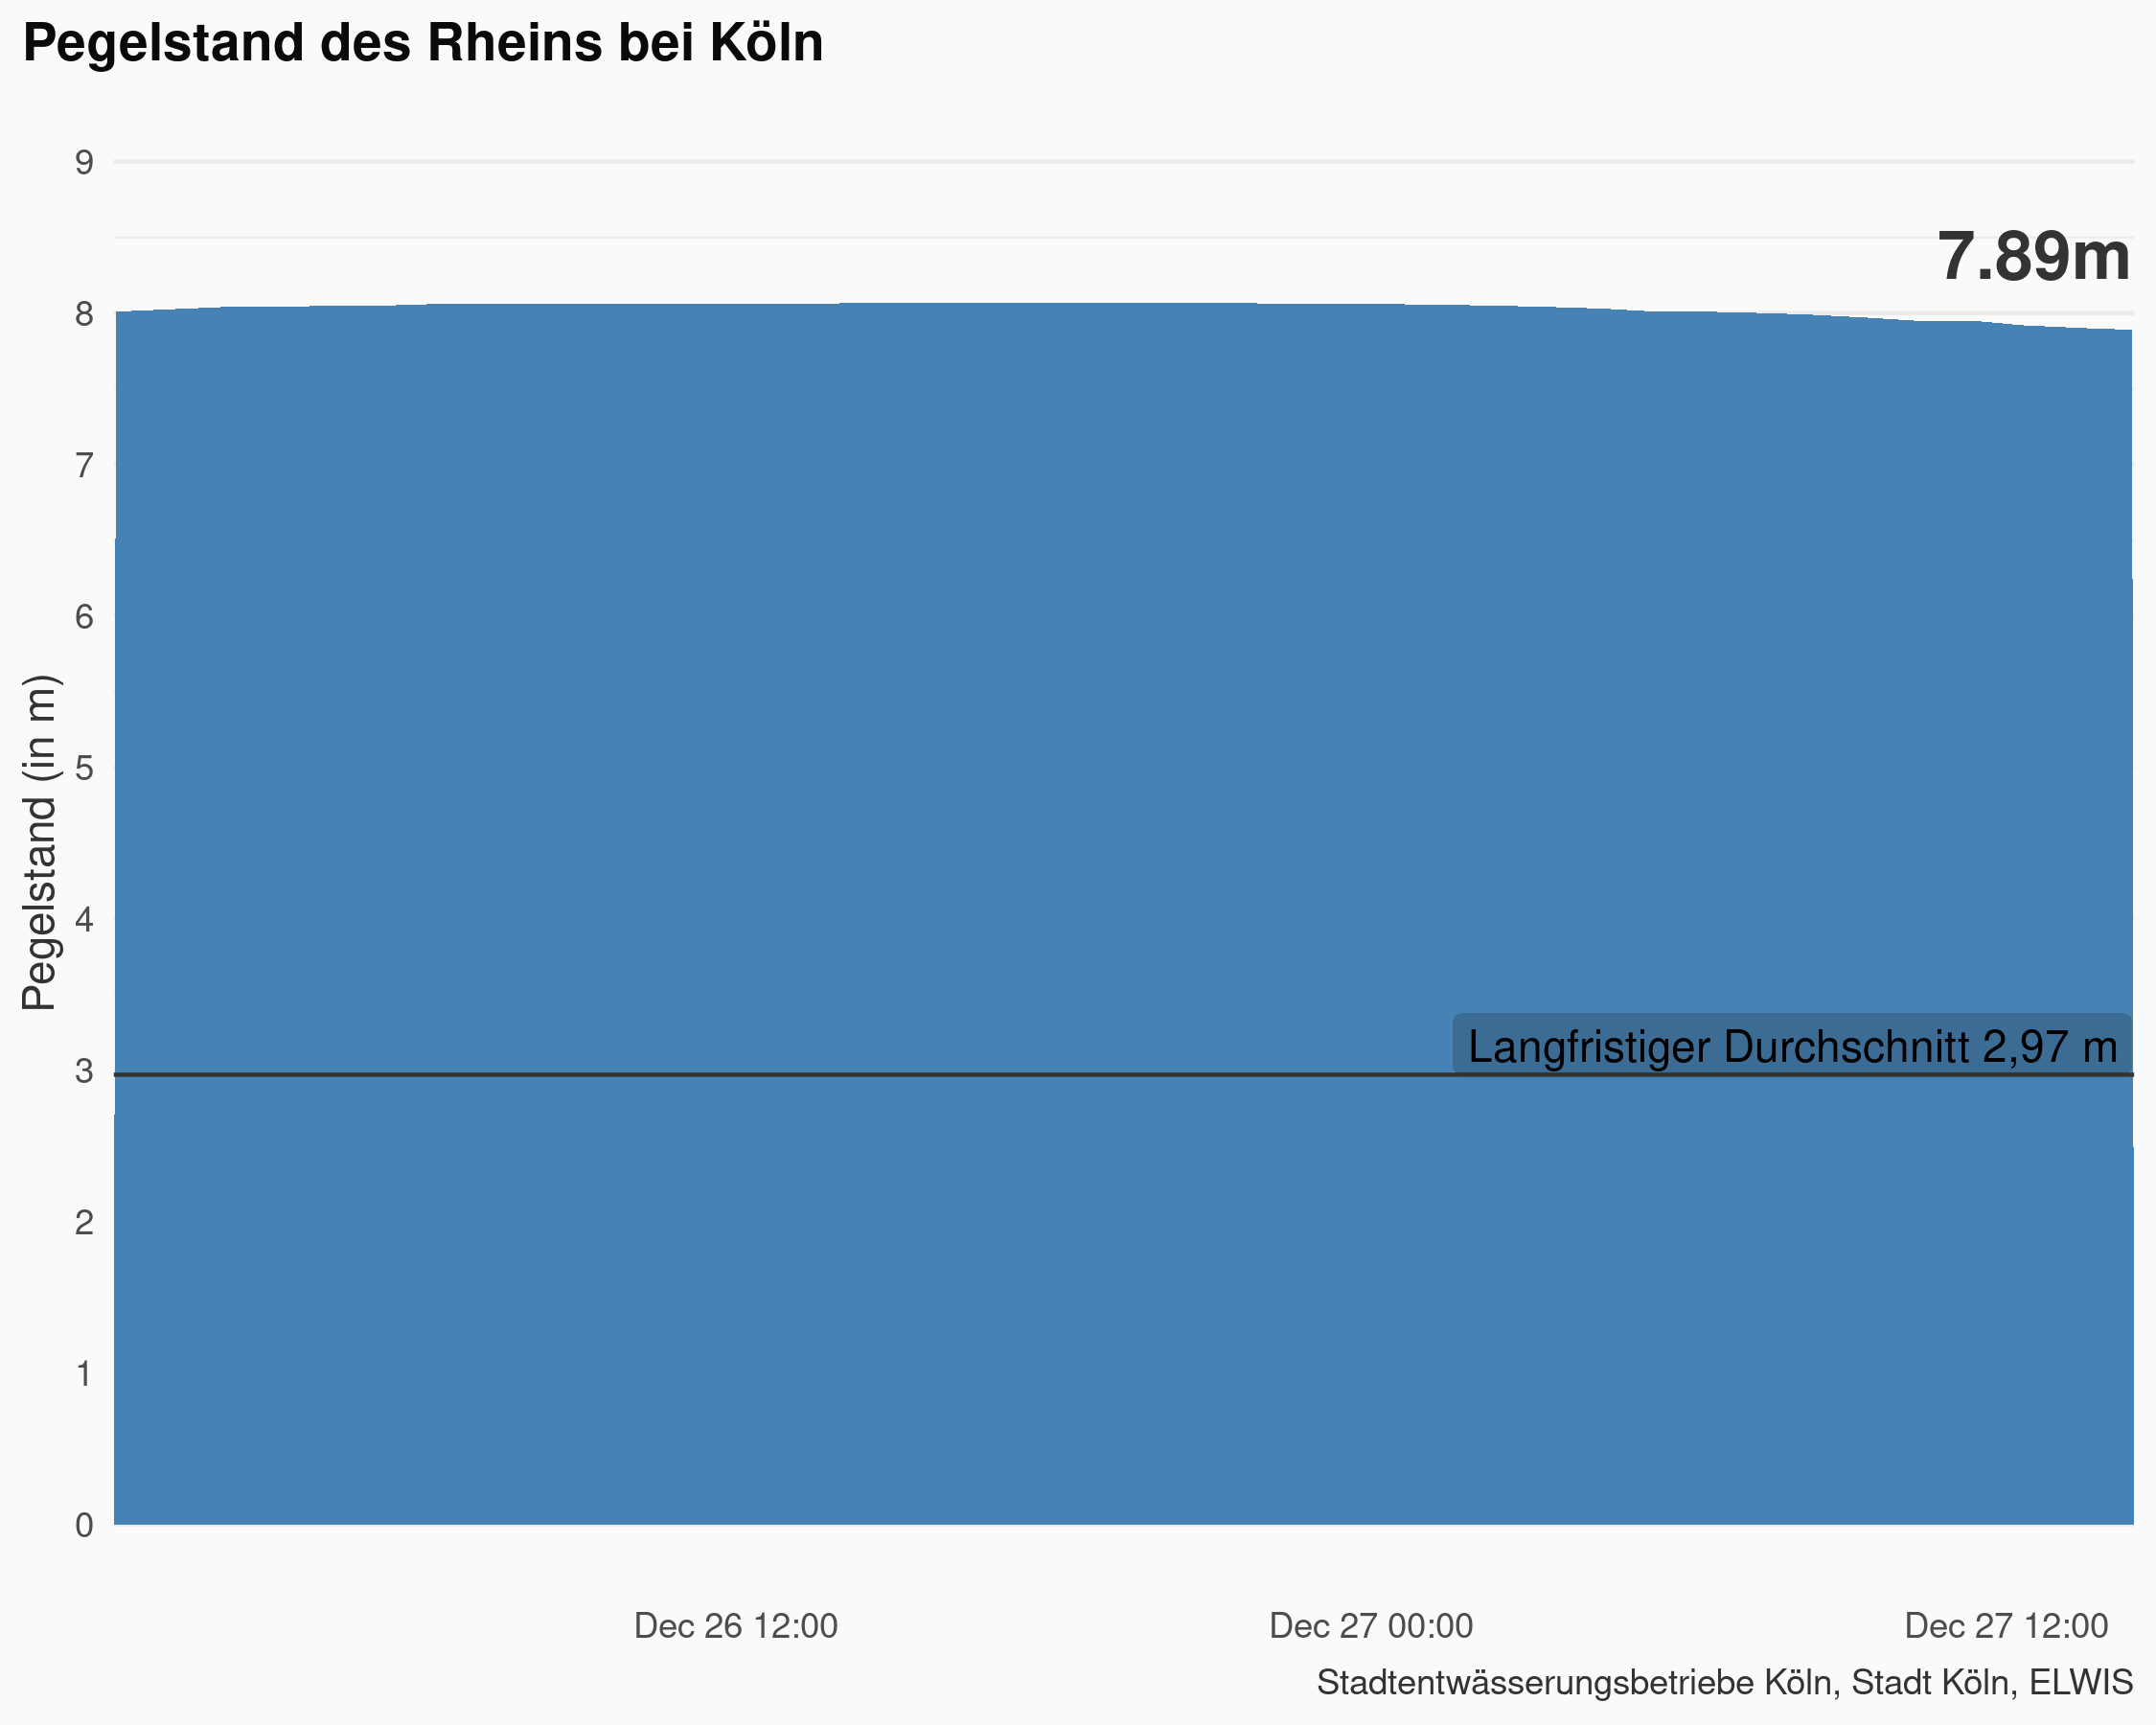 Pegelstand des Rheins bei Köln
9
7.89m
8
7
6
5
Pegelstand (in m)
4
Langfristiger Durchschnitt 2,97 m
3
2
1
0
Dec 26 12:00
Dec 27 00:00
Dec 27 12:00
Stadtentwässerungsbetriebe Köln, Stadt Köln, ELWIS